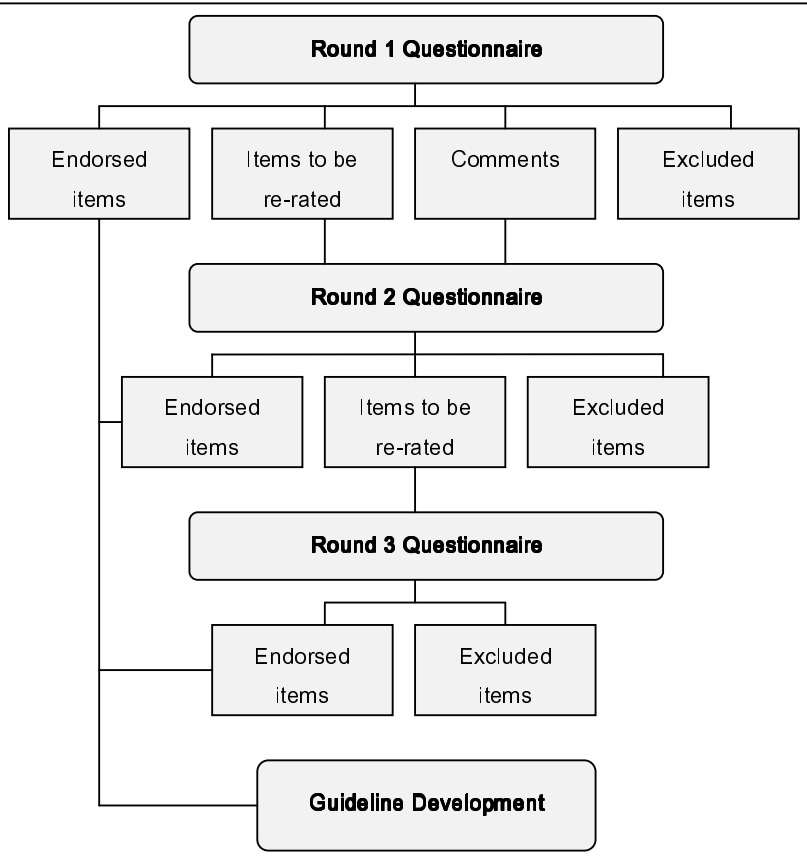 Round 1 Questionnaire
Endorsed
items
Items to be
re-rated
Comments
Excluded
items
Round 2 Questionnaire
Endorsed
items
Items to be
re-rated
Excluded
items
Round 3 Questionnaire
Endorsed
items
Excluded
items
Guideline Development